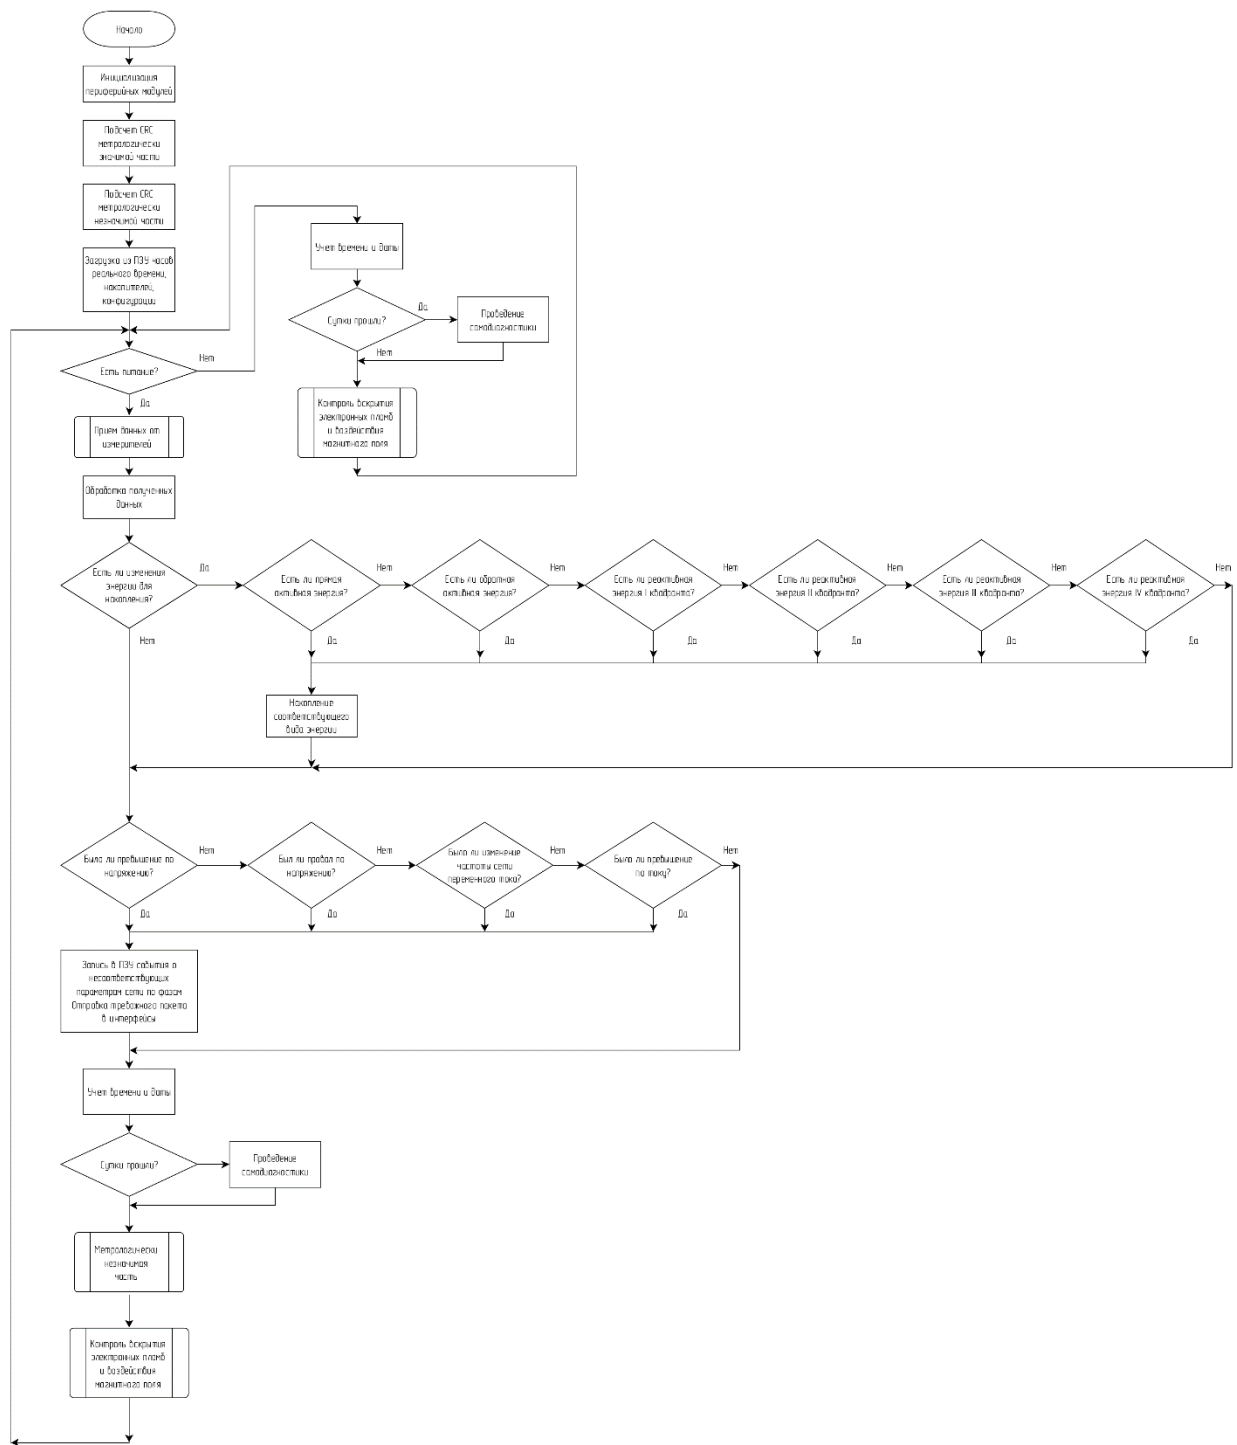 Начало
Инициализация
периферийных модулей
Подсчет CRC
метрологически
значимой части
Подсчет CRC
метрологически
незначимой части
Загрузка из ПЗУ часов
реального времени,
накопителей,
конфигурации
Есть питание?
Нет
Да
Учет времени и даты
Сутки прошли?
Да
Проведение
самодиагностики
Нет
Контроль вскрытия
электронных пломб
и воздействия
магнитного поля
Прием данных от
измерителей
Обработка полученных
данных
Есть ли изменения
энергии для
накопления?
Да
Нет
Есть ли прямая
активная энергия?
Нет
Да
Есть ли обратная
активная энергия?
Нет
Да
Есть ли реактивная
энергия I квадранта?
Нет
Да
Есть ли реактивная
энергия II квадранта?
Нет
Да
Есть ли реактивная
энергия III квадранта?
Нет
Да
Есть ли реактивная
энергия IV квадранта?
Нет
Да
Накопление
соответствующего
вида энергии
Было ли превышение по
напряжению?
Нет
Да
Был ли провал по
напряжению?
Нет
Да
Было ли изменение
частоты сети
переменного тока?
Нет
Да
Было ли превышение
по току?
Нет
Да
Запись в ПЗУ события о
несоответствующих
параметрам сети по фазам
Отправка тревожного пакета
в интерфейсы
Учет времени и даты
Сутки прошли?
Проведение
самодиагностики
Метрологически
незначимая
часть
Контроль вскрытия
электронных пломб
и воздействия
магнитного поля